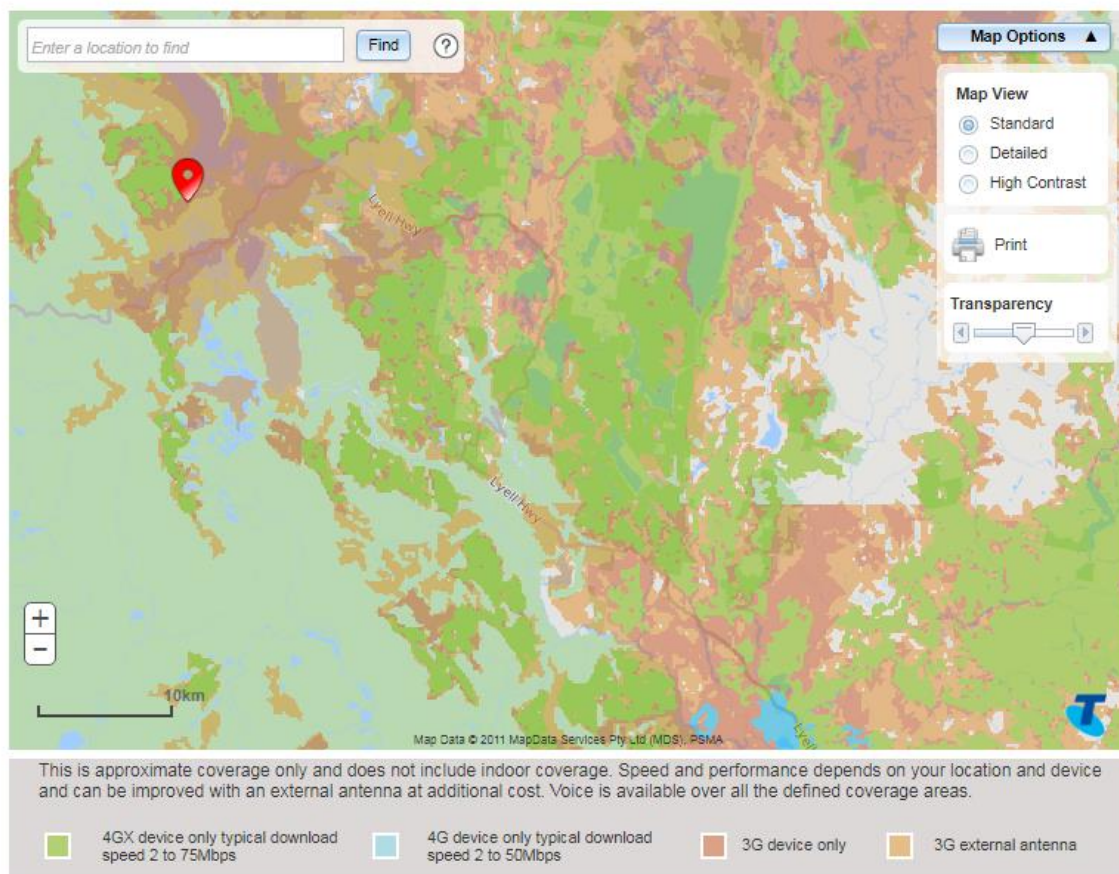 Enter a location to find
Find
?
Map Options ▲
Map View
Standard
Detailed
High Contrast
Print
Transparency
Lyell Hwy
Lyell Hwy
+
−
10km
Lyell
T
Map Data © 2011 MapData Services Pty Ltd (MDS), PSMA
This is approximate coverage only and does not include indoor coverage. Speed and performance depends on your location and device
and can be improved with an external antenna at additional cost. Voice is available over all the defined coverage areas.
4GX device only typical download
speed 2 to 75Mbps
4G device only typical download
speed 2 to 50Mbps
3G device only
3G external antenna